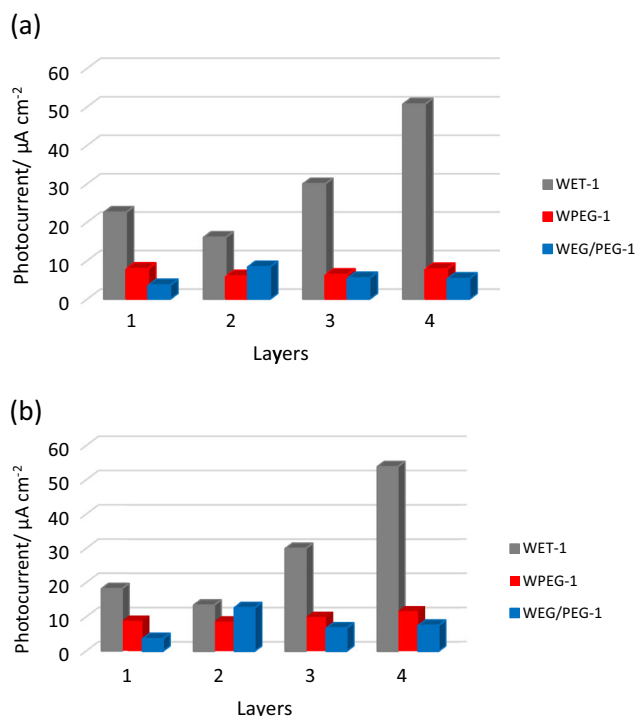 (a)
Photocurrent/ µA cm⁻²
60
50
40
30
20
10
0
1 2 3 4
Layers
WET-1
WPEG-1
WEG/PEG-1
(b)
Photocurrent/ µA cm⁻²
60
50
40
30
20
10
0
1 2 3 4
Layers
WET-1
WPEG-1
WEG/PEG-1